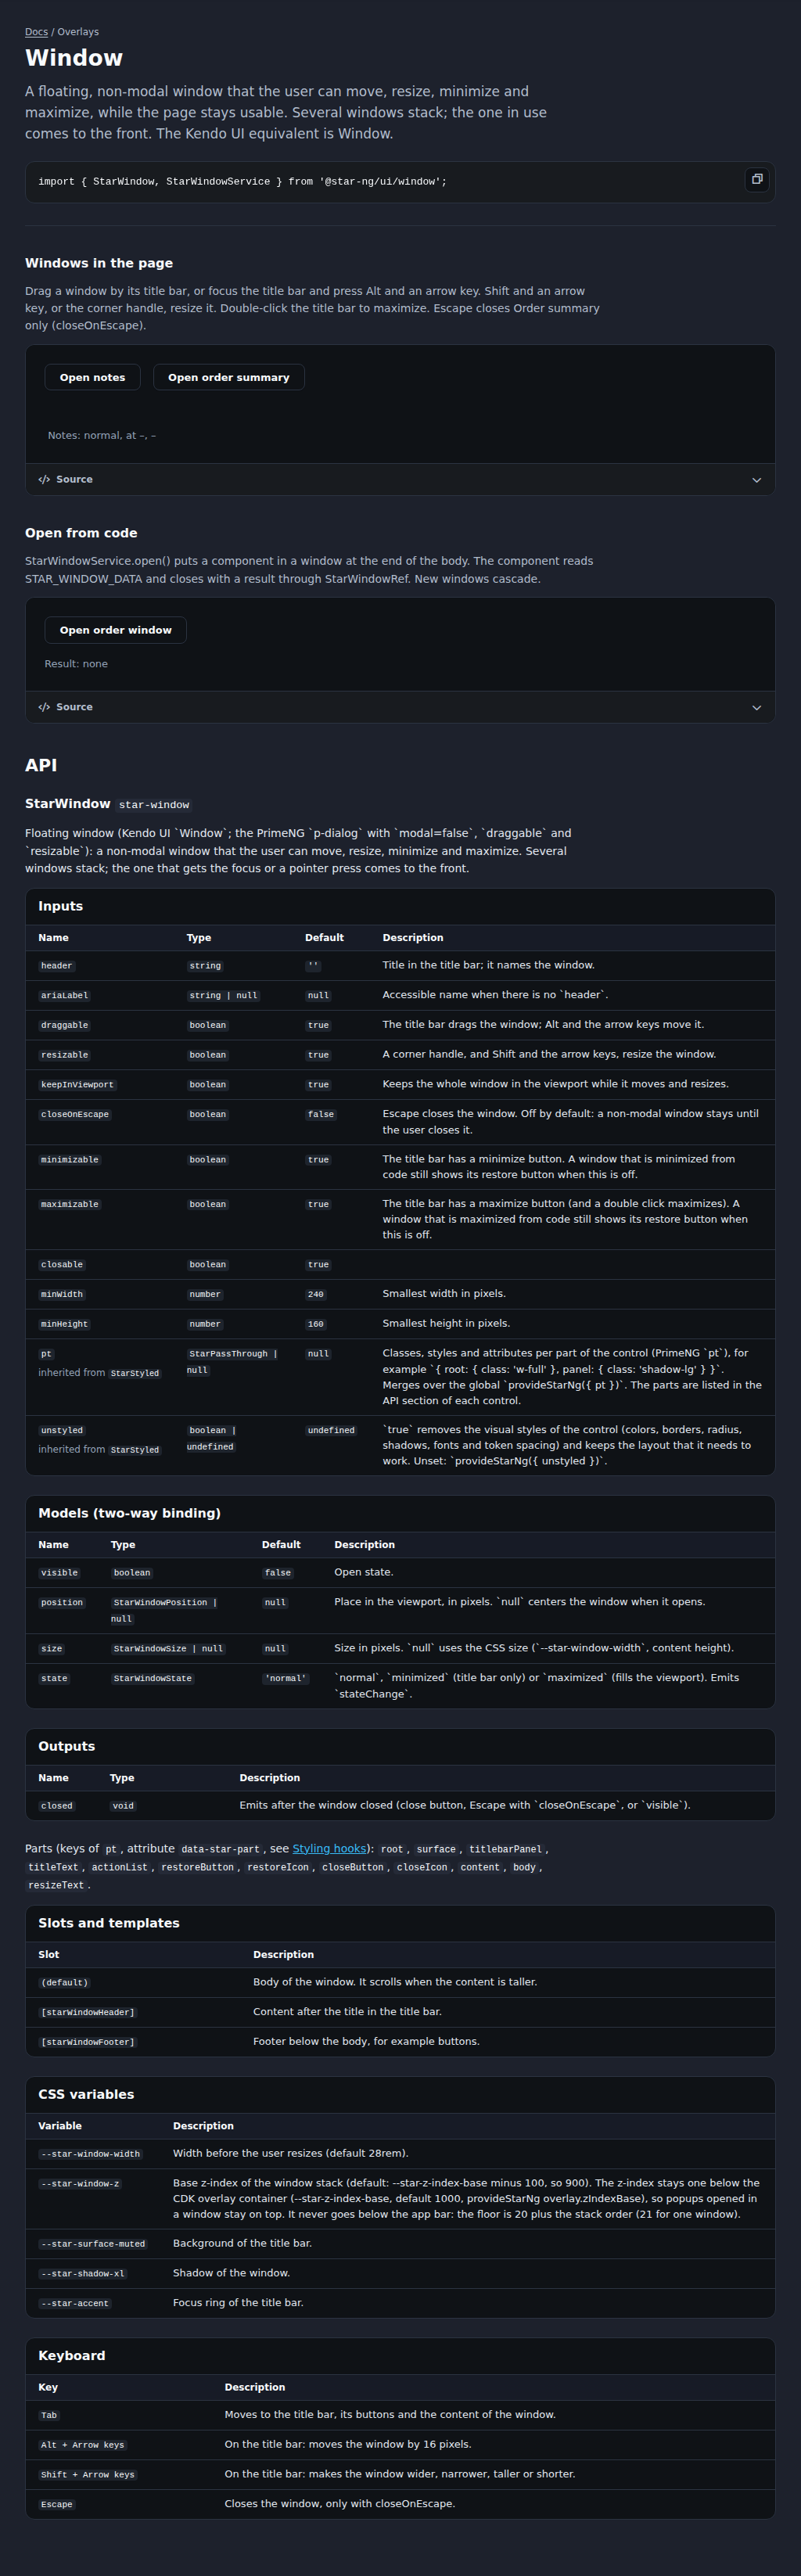 Docs / Overlays
Window
A floating, non-modal window that the user can move, resize, minimize and
maximize, while the page stays usable. Several windows stack; the one in use
comes to the front. The Kendo UI equivalent is Window.
import { StarWindow, StarWindowService } from '@star-ng/ui/window';
Windows in the page
Drag a window by its title bar, or focus the title bar and press Alt and an arrow key. Shift and an arrow
key, or the corner handle, resize it. Double-click the title bar to maximize. Escape closes Order summary
only (closeOnEscape).
Open notes Open order summary
Notes: normal, at –, –
Source
Open from code
StarWindowService.open() puts a component in a window at the end of the body. The component reads
STAR_WINDOW_DATA and closes with a result through StarWindowRef. New windows cascade.
Open order window
Result: none
Source
API
StarWindow star-window
Floating window (Kendo UI `Window`; the PrimeNG `p-dialog` with `modal=false`, `draggable` and
`resizable`): a non-modal window that the user can move, resize, minimize and maximize. Several
windows stack; the one that gets the focus or a pointer press comes to the front.
Inputs
Name Type Default Description
header string '' Title in the title bar; it names the window.
ariaLabel string | null null Accessible name when there is no `header`.
draggable boolean true The title bar drags the window; Alt and the arrow keys move it.
resizable boolean true A corner handle, and Shift and the arrow keys, resize the window.
keepInViewport boolean true Keeps the whole window in the viewport while it moves and resizes.
closeOnEscape boolean false Escape closes the window. Off by default: a non-modal window stays until
the user closes it.
minimizable boolean true The title bar has a minimize button. A window that is minimized from
code still shows its restore button when this is off.
maximizable boolean true The title bar has a maximize button (and a double click maximizes). A
window that is maximized from code still shows its restore button when
this is off.
closable boolean true
minWidth number 240 Smallest width in pixels.
minHeight number 160 Smallest height in pixels.
pt StarPassThrough | null Classes, styles and attributes per part of the control (PrimeNG `pt`), for
inherited from StarStyled null example `{ root: { class: 'w-full' }, panel: { class: 'shadow-lg' } }`.
Merges over the global `provideStarNg({ pt })`. The parts are listed in the
API section of each control.
unstyled boolean | undefined `true` removes the visual styles of the control (colors, borders, radius,
inherited from StarStyled undefined shadows, fonts and token spacing) and keeps the layout that it needs to
work. Unset: `provideStarNg({ unstyled })`.
Models (two-way binding)
Name Type Default Description
visible boolean false Open state.
position StarWindowPosition | null Place in the viewport, in pixels. `null` centers the window when it opens.
null
size StarWindowSize | null null Size in pixels. `null` uses the CSS size (`--star-window-width`, content height).
state StarWindowState 'normal' `normal`, `minimized` (title bar only) or `maximized` (fills the viewport). Emits
`stateChange`.
Outputs
Name Type Description
closed void Emits after the window closed (close button, Escape with `closeOnEscape`, or `visible`).
Parts (keys of pt, attribute data-star-part, see Styling hooks): root, surface, titlebarPanel,
titleText, actionList, restoreButton, restoreIcon, closeButton, closeIcon, content, body,
resizeText.
Slots and templates
Slot Description
(default) Body of the window. It scrolls when the content is taller.
[starWindowHeader] Content after the title in the title bar.
[starWindowFooter] Footer below the body, for example buttons.
CSS variables
Variable Description
--star-window-width Width before the user resizes (default 28rem).
--star-window-z Base z-index of the window stack (default: --star-z-index-base minus 100, so 900). The z-index stays one below the
CDK overlay container (--star-z-index-base, default 1000, provideStarNg overlay.zIndexBase), so popups opened in
a window stay on top. It never goes below the app bar: the floor is 20 plus the stack order (21 for one window).
--star-surface-muted Background of the title bar.
--star-shadow-xl Shadow of the window.
--star-accent Focus ring of the title bar.
Keyboard
Key Description
Tab Moves to the title bar, its buttons and the content of the window.
Alt + Arrow keys On the title bar: moves the window by 16 pixels.
Shift + Arrow keys On the title bar: makes the window wider, narrower, taller or shorter.
Escape Closes the window, only with closeOnEscape.